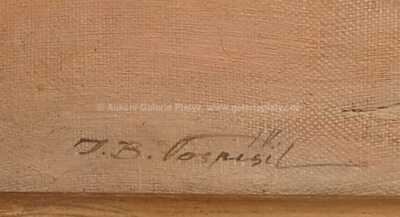 © Aukční Galerie Platýz, www.galerieplatyz.cz
J.B. Pospíšil